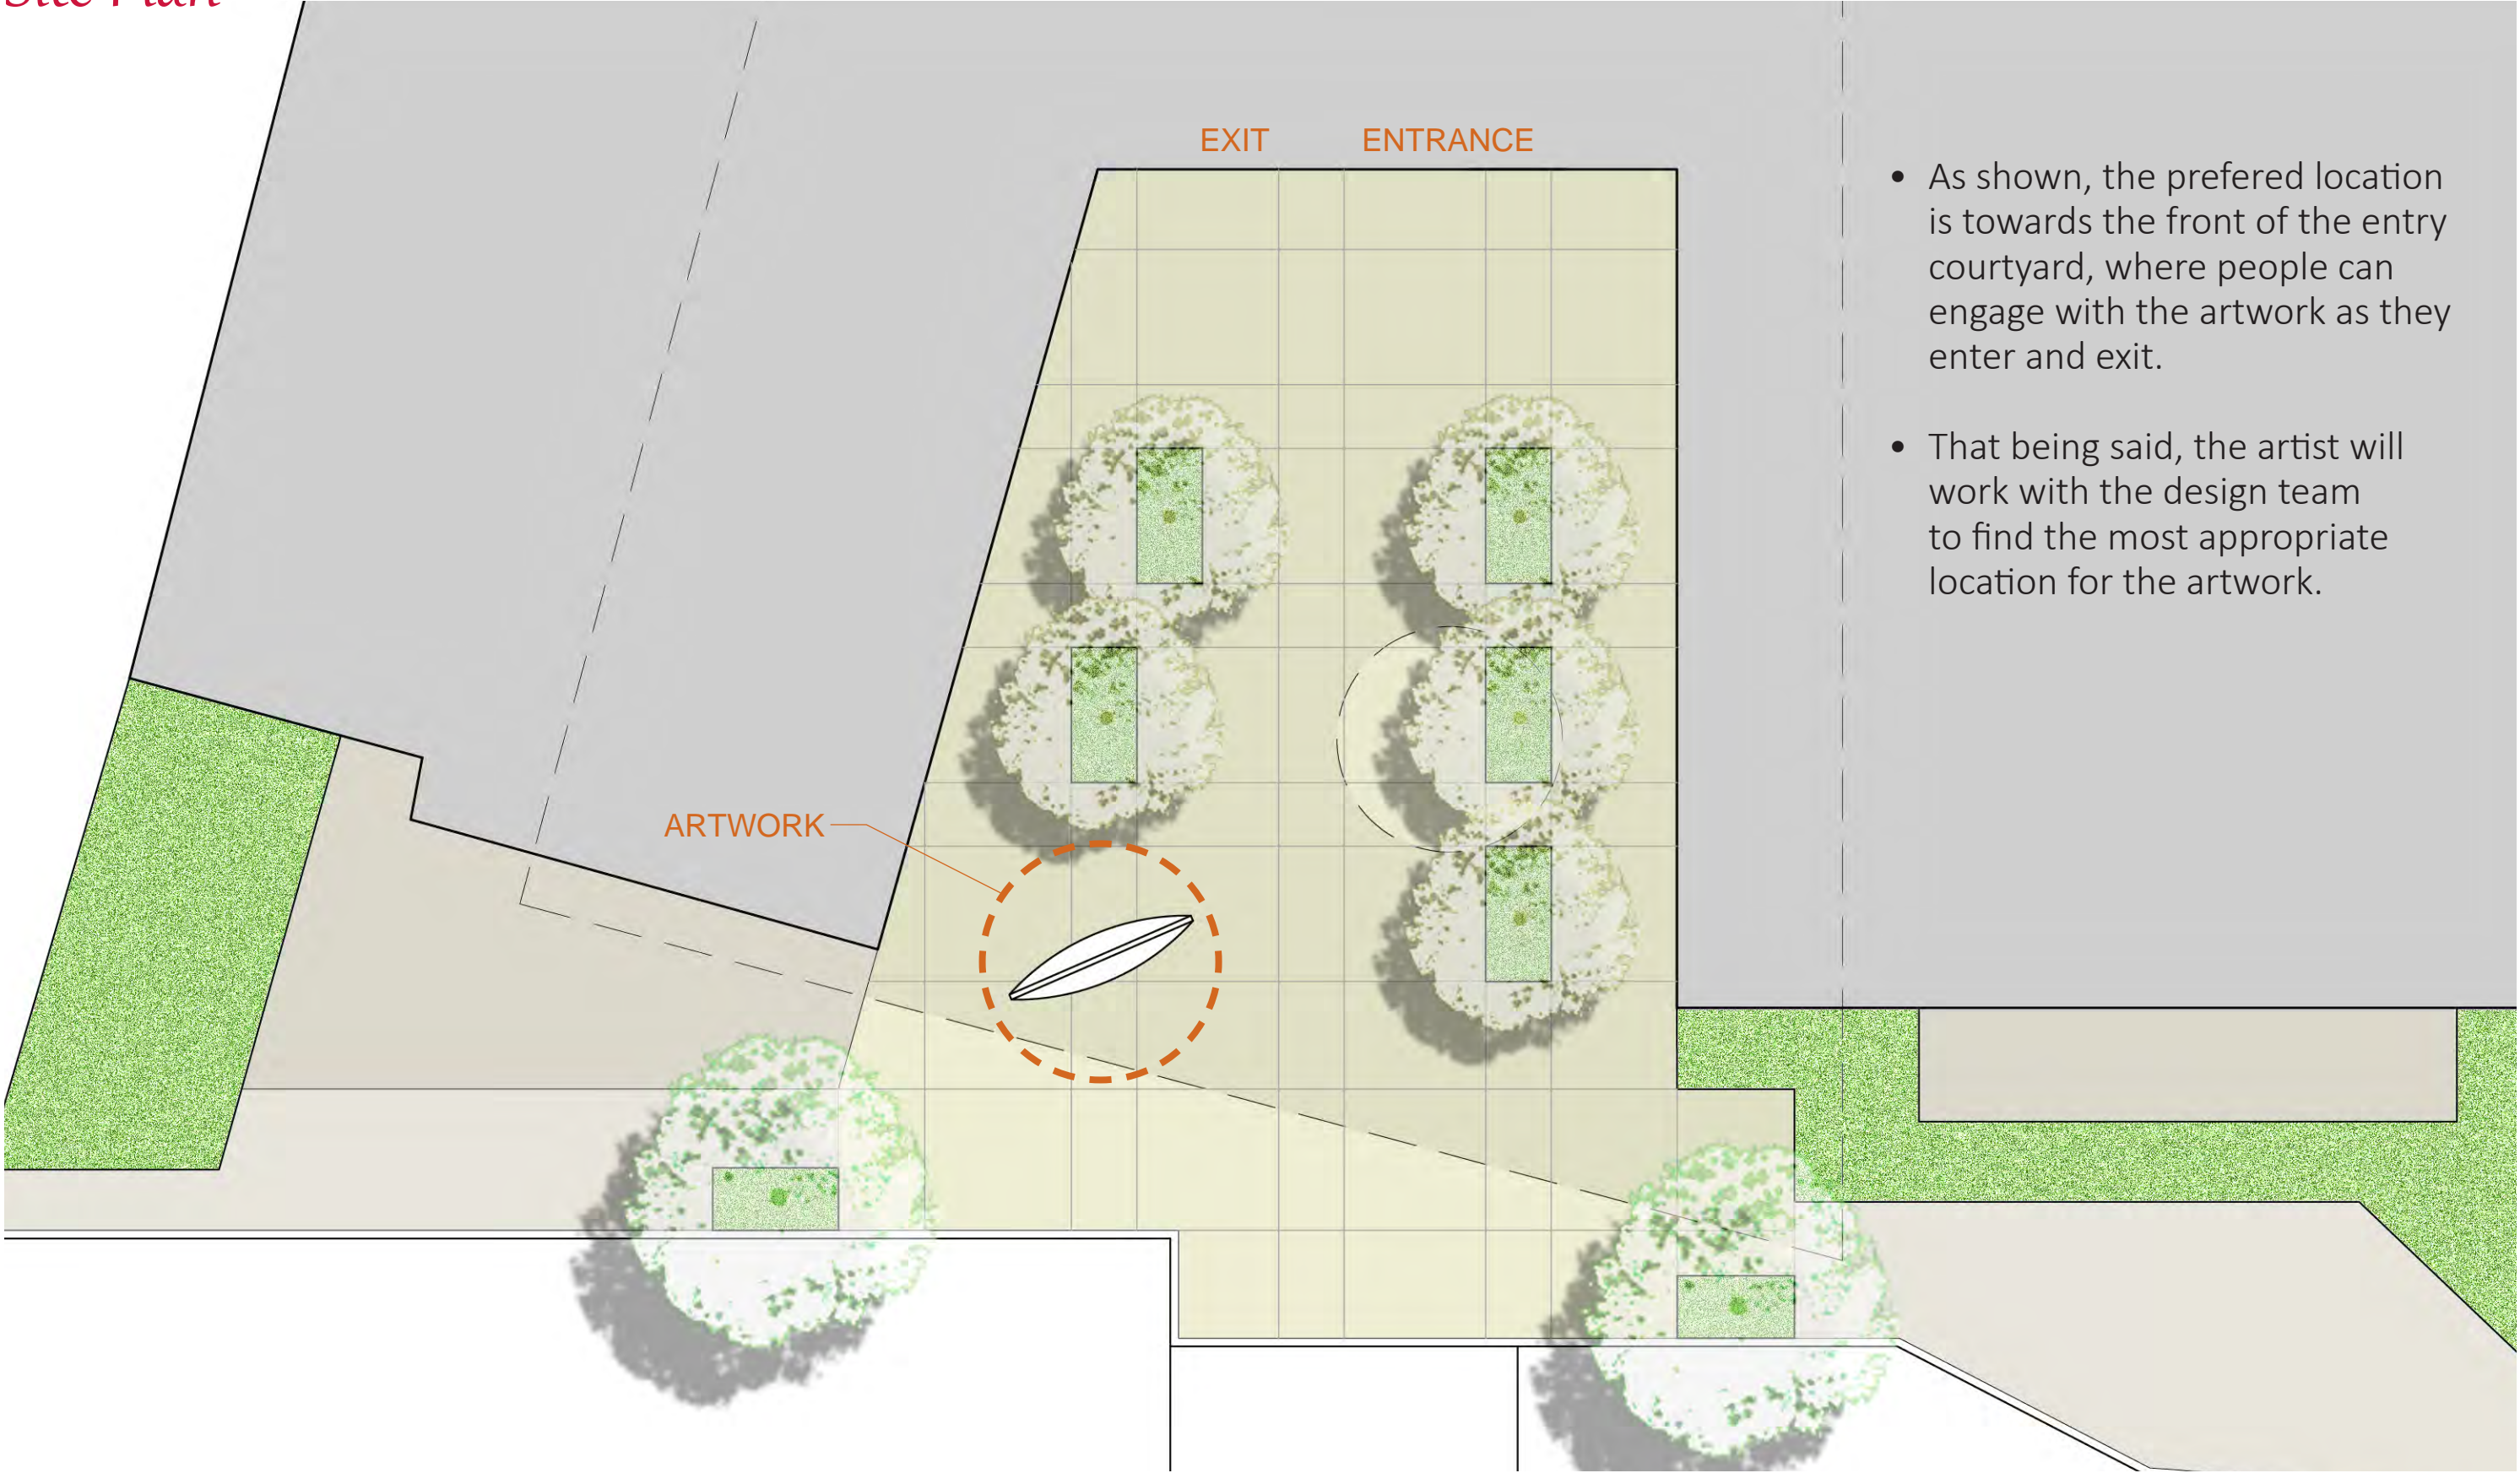 Site Plan
EXIT ENTRANCE
• As shown, the prefered location
is towards the front of the entry
courtyard, where people can
engage with the artwork as they
enter and exit.
• That being said, the artist will
work with the design team
to find the most appropriate
location for the artwork.
ARTWORK